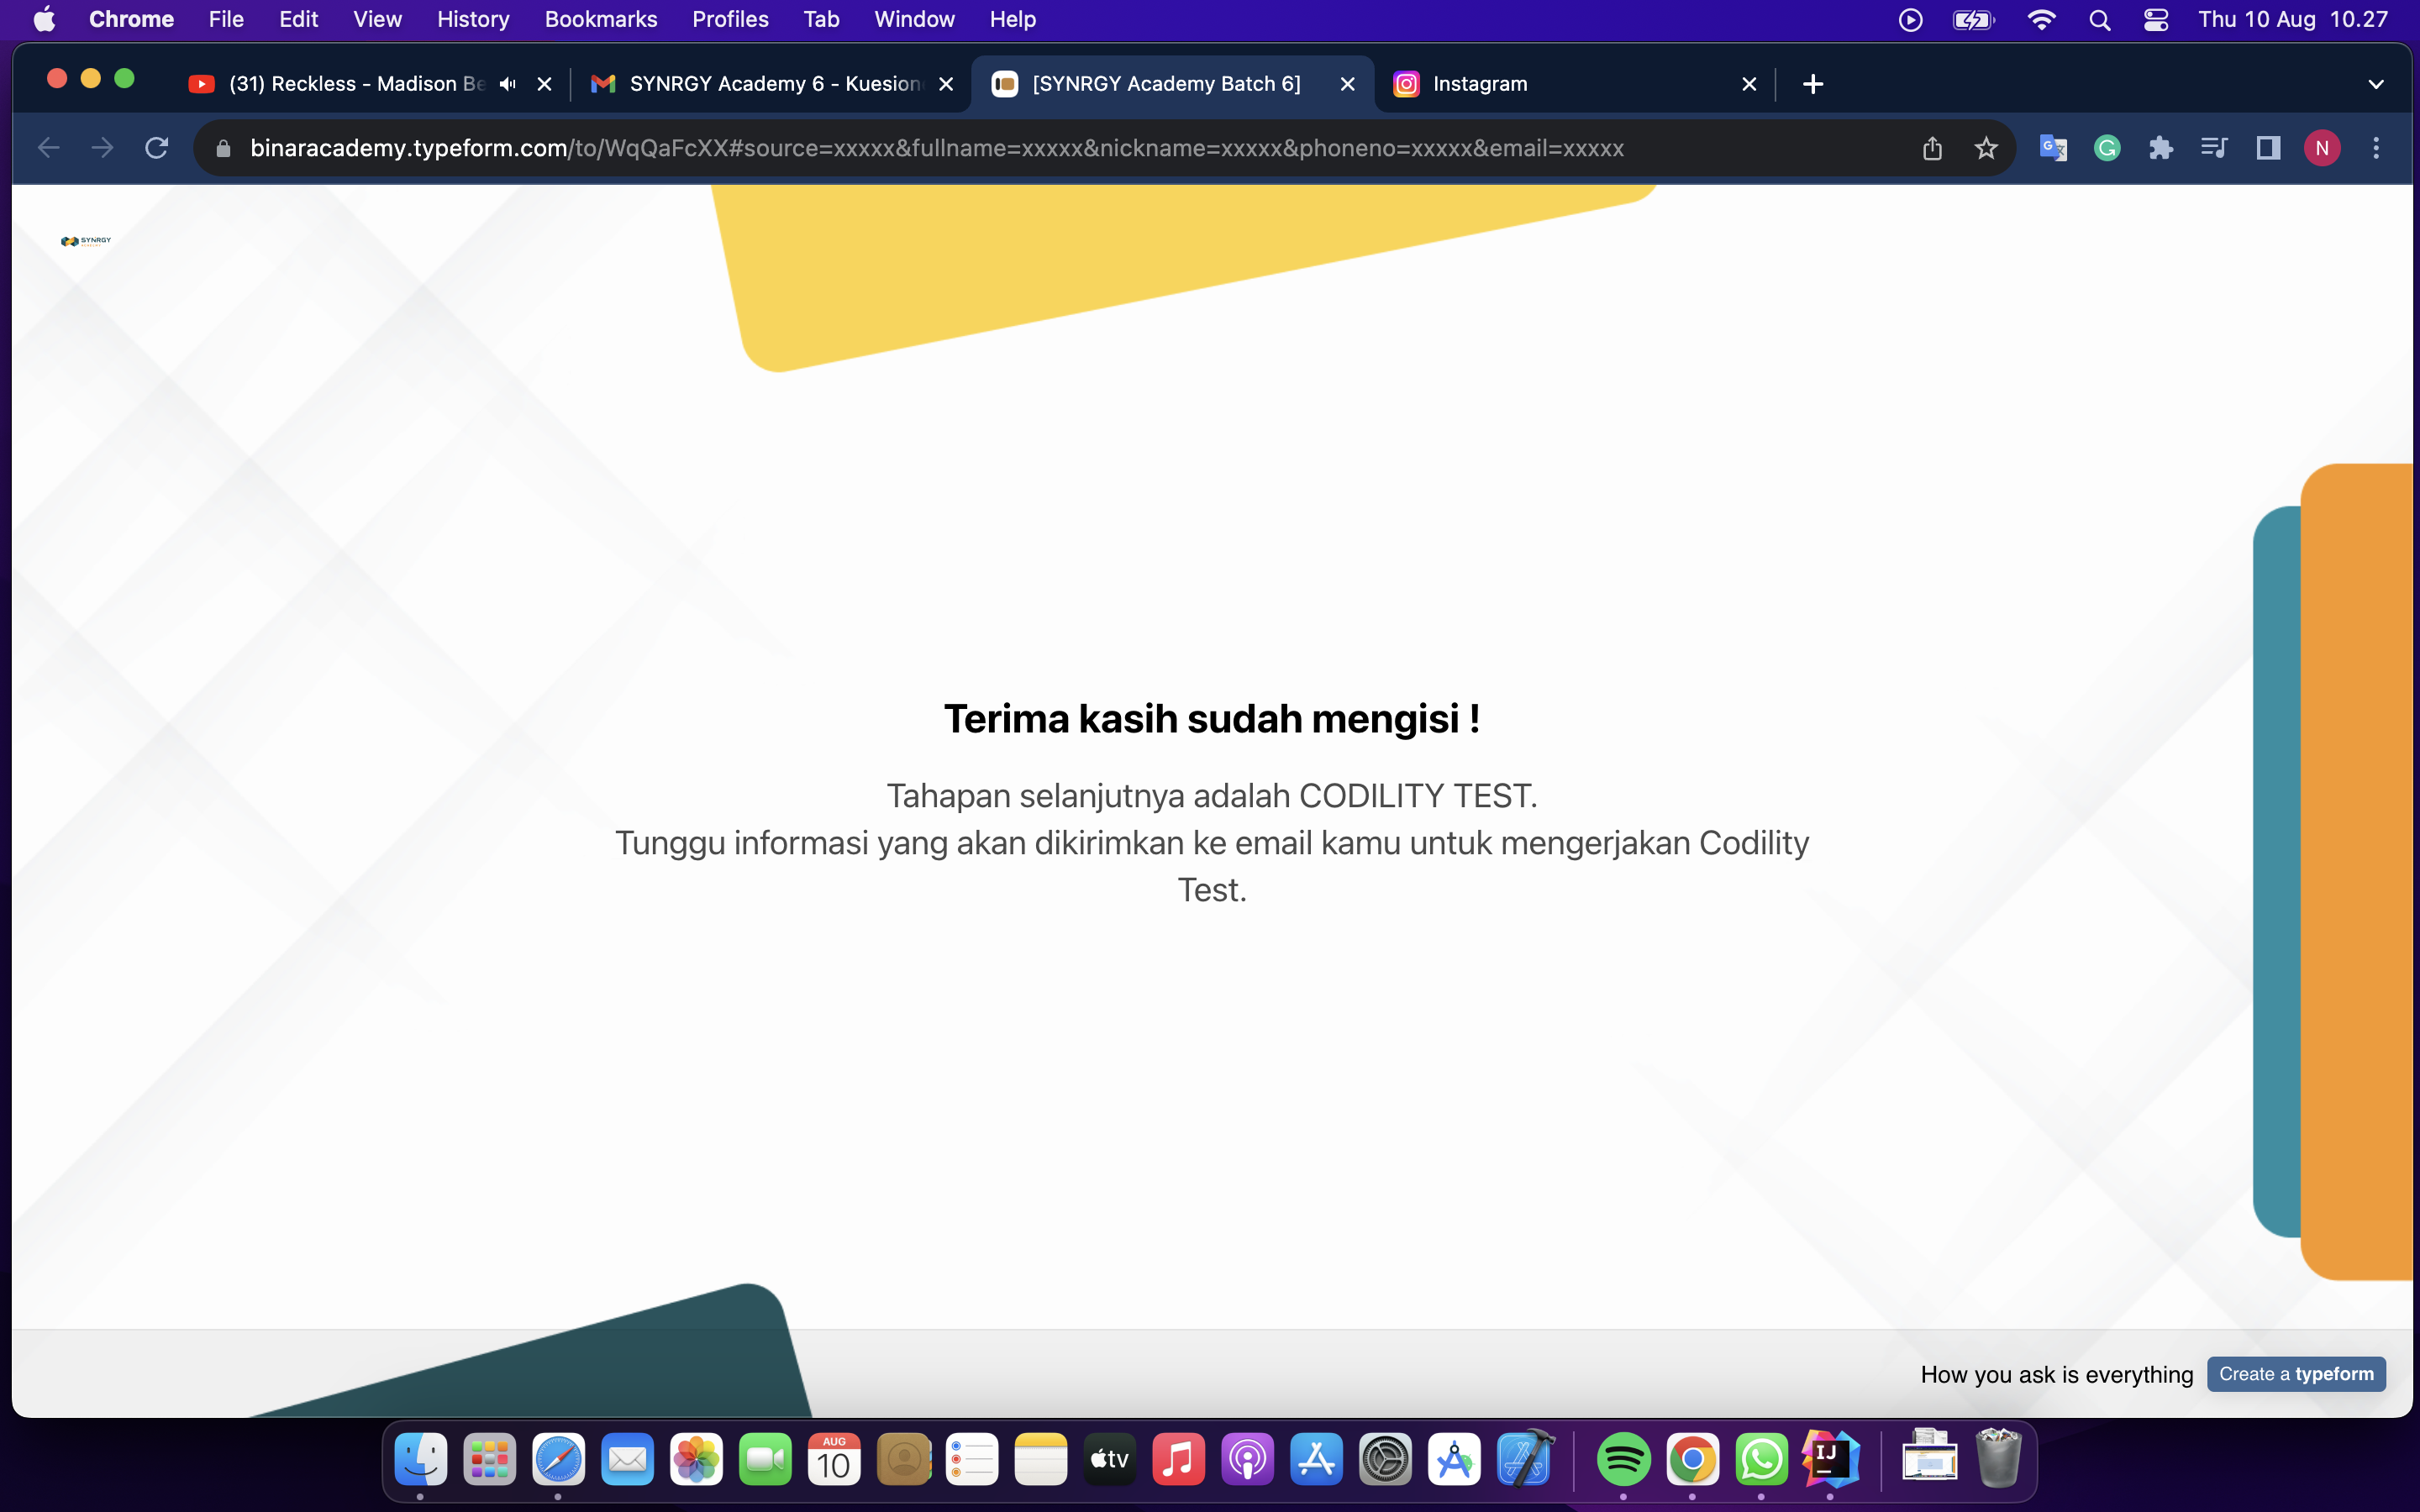 Chrome File Edit View History Bookmarks Profiles Tab Window Help Thu 10 Aug 10.27
(31) Reckless - Madison Be SYNRGY Academy 6 - Kuesion [SYNRGY Academy Batch 6] Instagram
binaracademy.typeform.com/to/WqQaFcXX#source=xxxxx&fullname=xxxxx&nickname=xxxxx&phoneno=xxxxx&email=xxxxx N
SYNRGY
Terima kasih sudah mengisi !
Tahapan selanjutnya adalah CODILITY TEST.
Tunggu informasi yang akan dikirimkan ke email kamu untuk mengerjakan Codility
Test.
How you ask is everything Create a typeform
AUG
10
tv
IJ